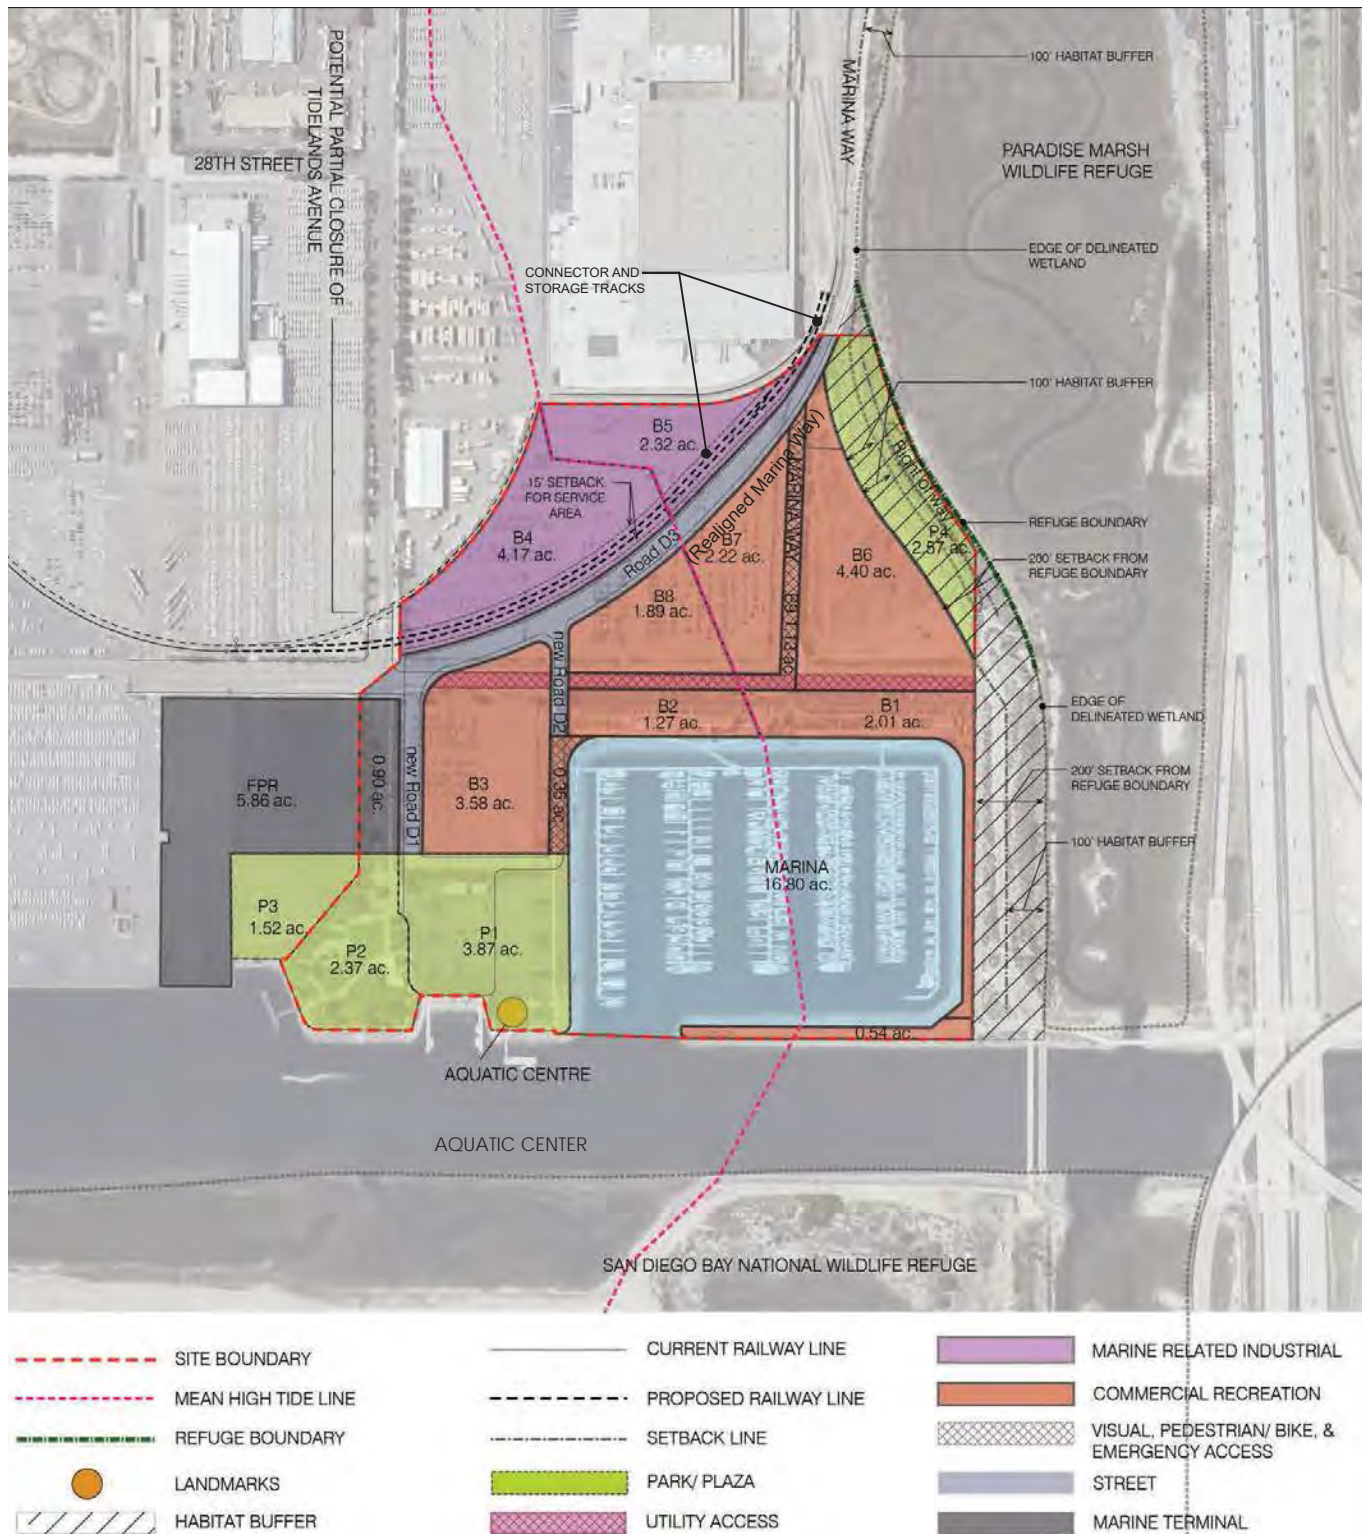 POTENTIAL PARTIAL CLOSURE OF
TIDELANDS AVENUE
28TH STREET
MARINA WAY
100' HABITAT BUFFER
PARADISE MARSH
WILDLIFE REFUGE
EDGE OF DELINEATED
WETLAND
CONNECTOR AND
STORAGE TRACKS
100' HABITAT BUFFER
B5
2.32 ac.
15' SETBACK
FOR SERVICE
AREA
B4
4.17 ac.
Road D3
(Realigned Marina Way)
MARINA WAY
Right of way
P4
2.57 ac.
REFUGE BOUNDARY
200' SETBACK FROM
REFUGE BOUNDARY
B7
2.22 ac.
B6
4.40 ac.
B8
1.89 ac.
B9 1.13 ac.
new Road D2
B2
1.27 ac.
B1
2.01 ac.
EDGE OF
DELINEATED WETLAND
FPR
5.86 ac.
0.90 ac.
new Road D1
B3
3.58 ac.
0.35 ac.
200' SETBACK FROM
REFUGE BOUNDARY
100' HABITAT BUFFER
MARINA
16.80 ac.
P3
1.52 ac.
P2
2.37 ac.
P1
3.87 ac.
0.54 ac.
AQUATIC CENTRE
AQUATIC CENTER
SAN DIEGO BAY NATIONAL WILDLIFE REFUGE
SITE BOUNDARY
MEAN HIGH TIDE LINE
REFUGE BOUNDARY
LANDMARKS
HABITAT BUFFER
CURRENT RAILWAY LINE
PROPOSED RAILWAY LINE
SETBACK LINE
PARK/ PLAZA
UTILITY ACCESS
MARINE RELATED INDUSTRIAL
COMMERCIAL RECREATION
VISUAL, PEDESTRIAN/ BIKE, &
EMERGENCY ACCESS
STREET
MARINE TERMINAL